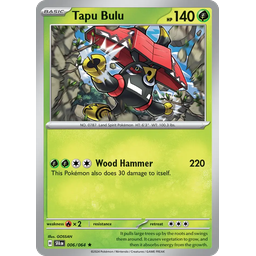 BASIC
Tapu Bulu
HP 140
NO. 0787 Land Spirit Pokémon HT: 6'3" WT: 100.3 lbs.
Wood Hammer 220
This Pokémon also does 30 damage to itself.
weakness ×2 resistance retreat
Illus. GOSSAN
006/064 ★
It pulls large trees up by the roots and swings
them around. It causes vegetation to grow, and
then it absorbs energy from the growth.